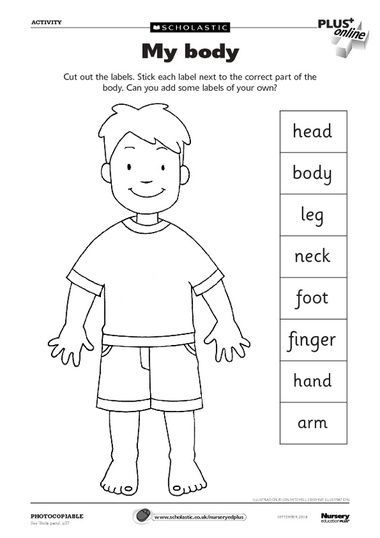 ACTIVITY
SCHOLASTIC
PLUS+
online
My body
Cut out the labels. Stick each label next to the correct part of the
body. Can you add some labels of your own?
head
body
leg
neck
foot
finger
hand
arm
PHOTOCOPIABLE
www.scholastic.co.uk/nurseryedplus
SEPTEMBER 2008
Nursery
education PLUS